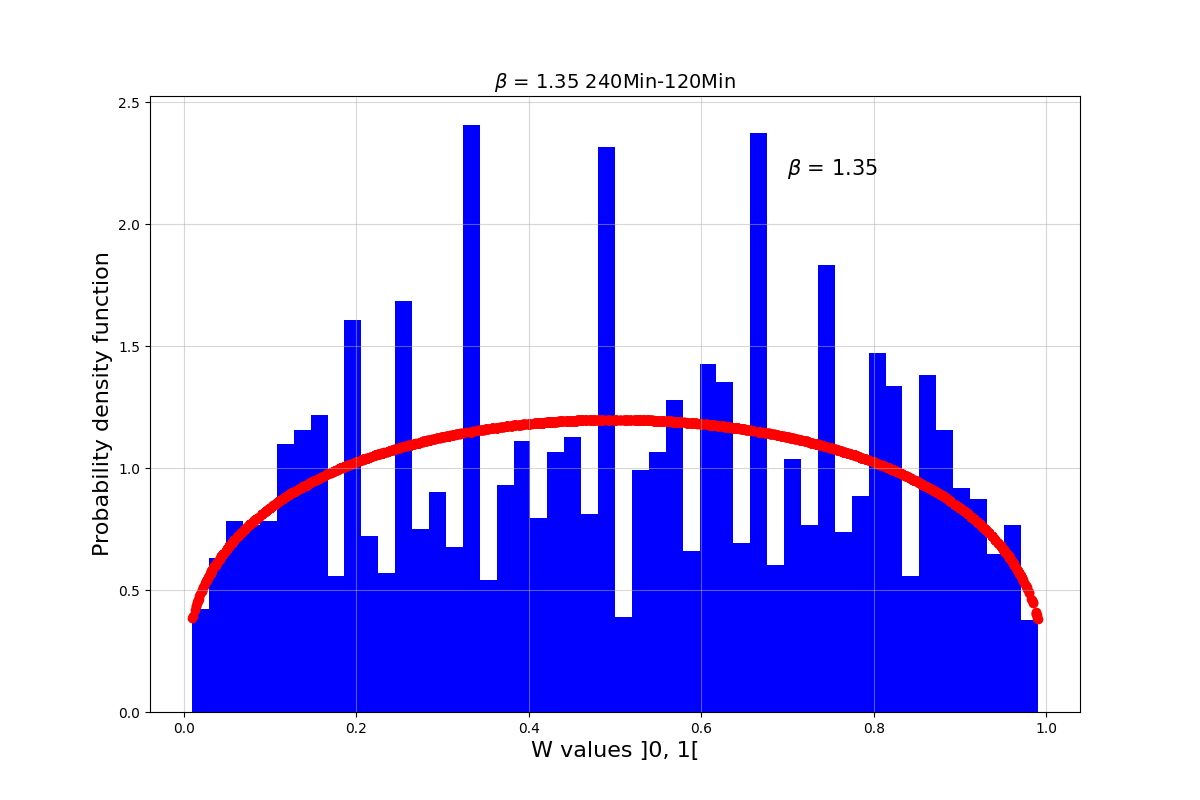 β = 1.35 240Min-120Min
2.5
2.0
1.5
1.0
0.5
0.0
Probability density function
β = 1.35
0.0 0.2 0.4 0.6 0.8 1.0
W values ]0, 1[